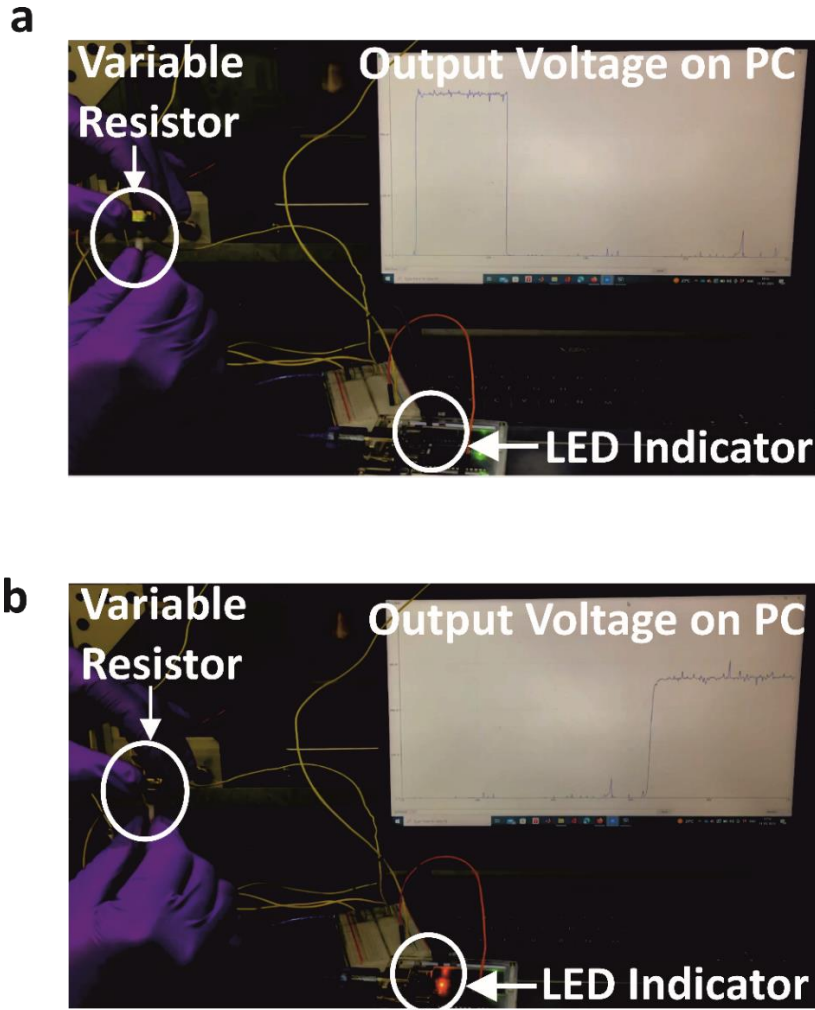 a
Variable
Resistor
Output Voltage on PC
LED Indicator
b
Variable
Resistor
Output Voltage on PC
LED Indicator